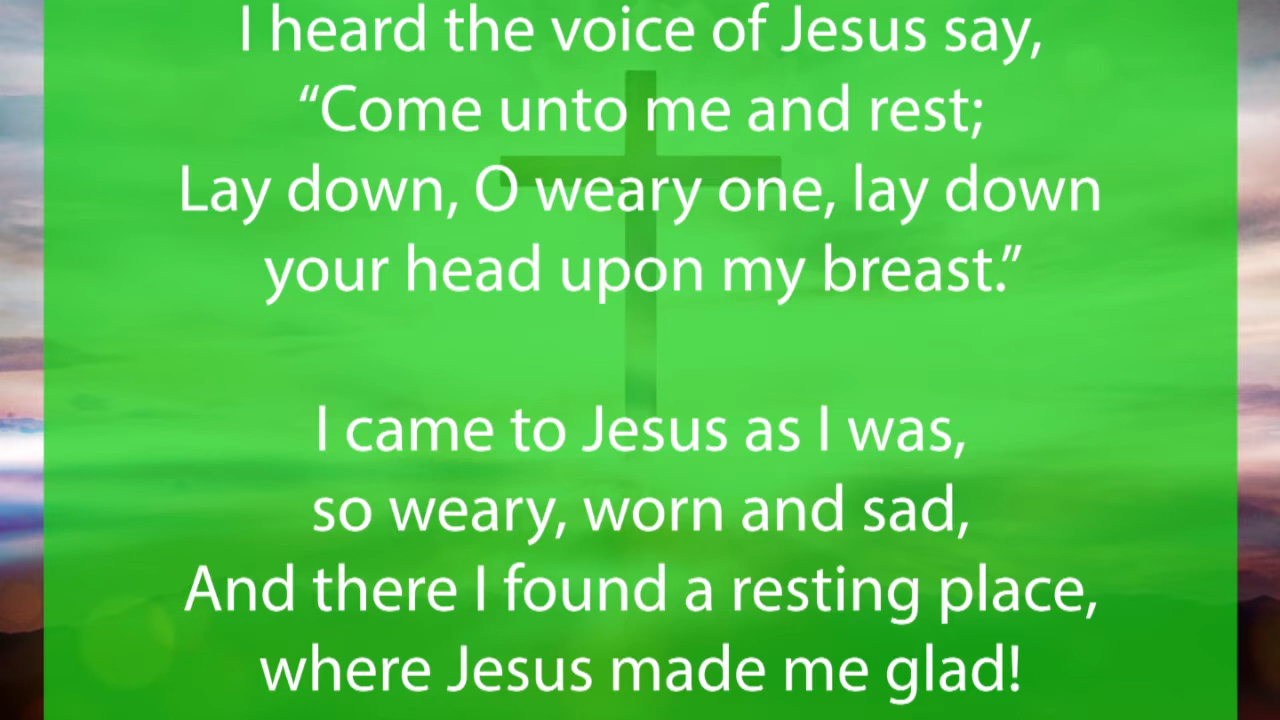 I heard the voice of Jesus say,
“Come unto me and rest;
Lay down, O weary one, lay down
your head upon my breast.”
I came to Jesus as I was,
so weary, worn and sad,
And there I found a resting place,
where Jesus made me glad!